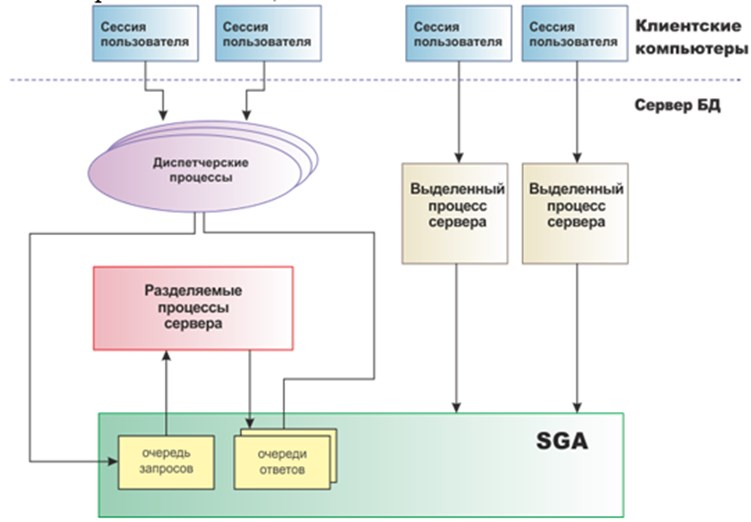 Сессия
пользователя
Сессия
пользователя
Сессия
пользователя
Сессия
пользователя
Клиентские
компьютеры
Сервер БД
Диспетчерские
процессы
Выделенный
процесс
сервера
Выделенный
процесс
сервера
Разделяемые
процессы
сервера
SGA
очередь
запросов
очереди
ответов